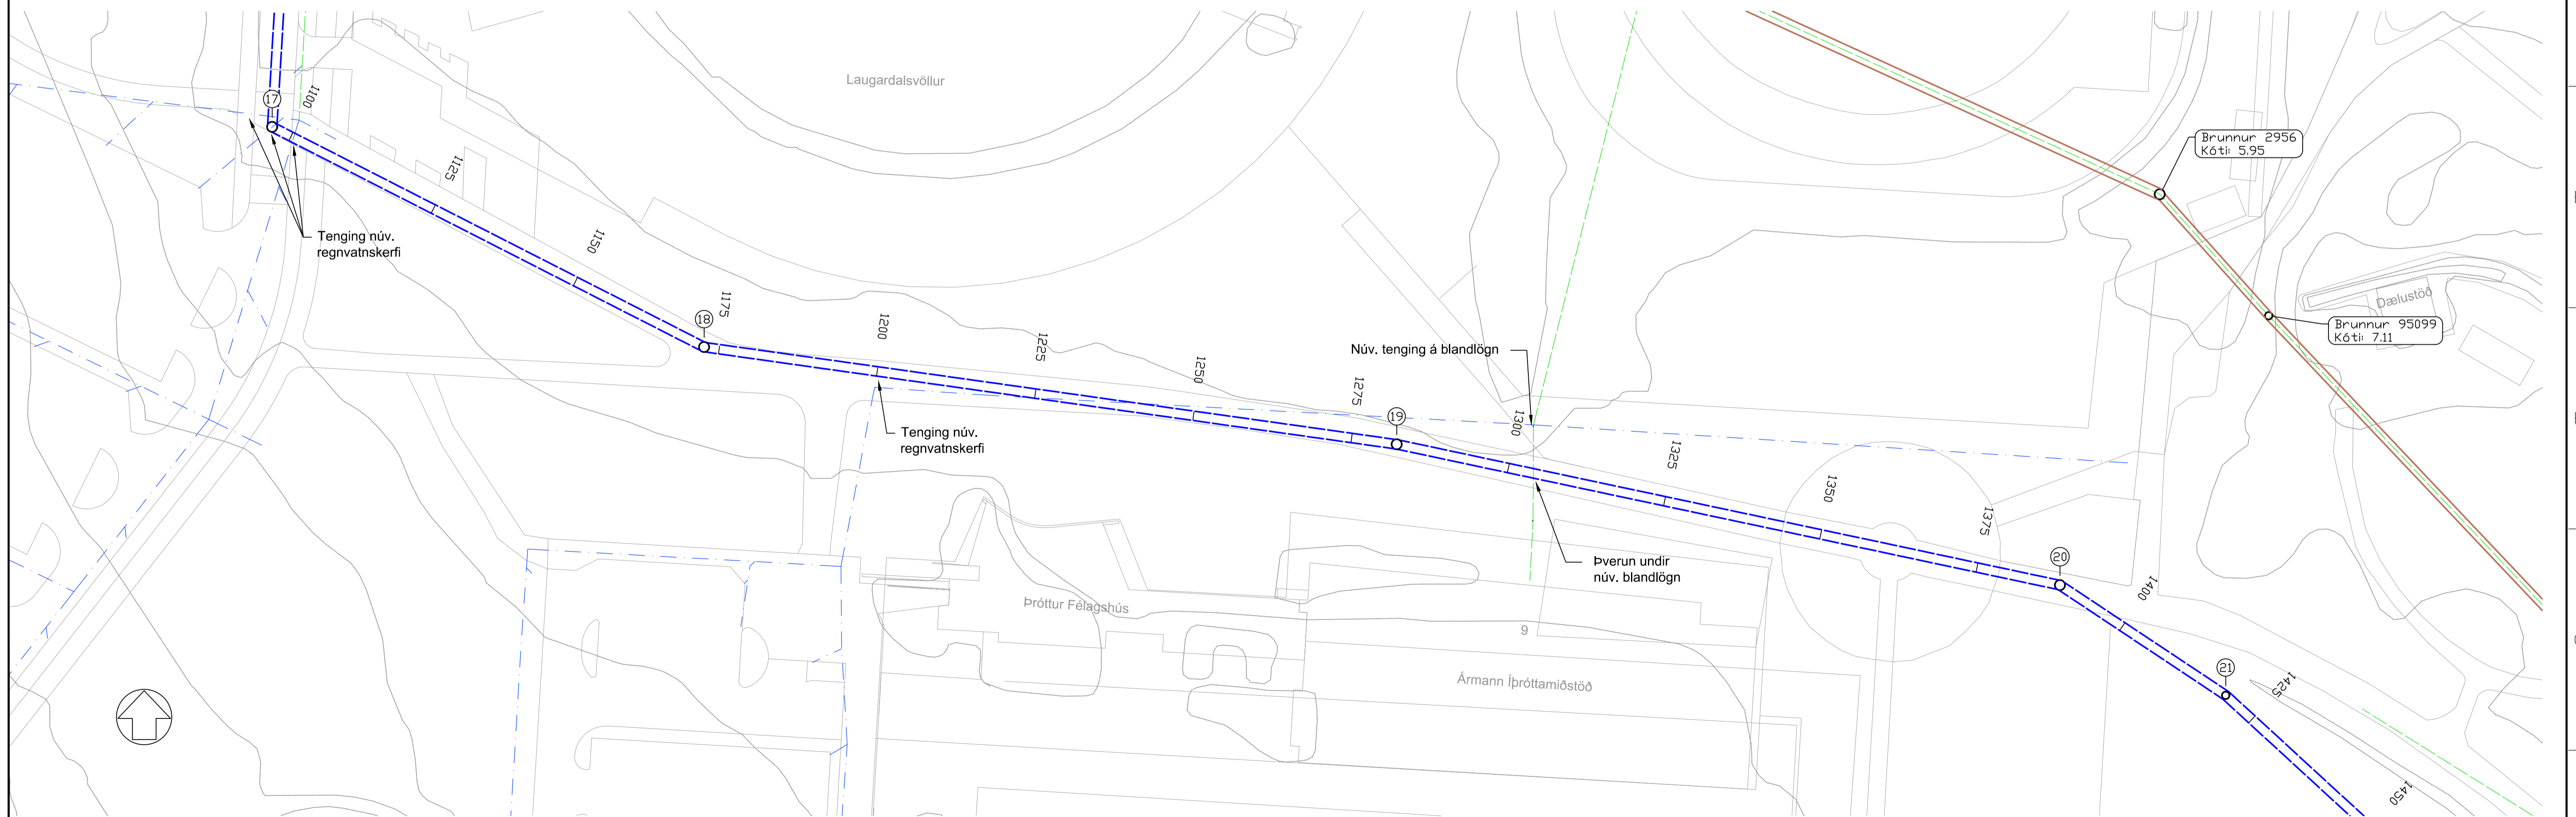 Laugardalsvöllur
17
1100
1125
1150
Tenging núv.
regnvatnskerfi
18
1175
1200
1225
1250
1275
Tenging núv.
regnvatnskerfi
Núv. tenging á blandlögn
19
1300
1325
1350
1375
20
1400
21
1425
1450
Þverun undir
núv. blandlögn
Brunnur 2956
Kóti: 5.95
Dælustöð
Brunnur 95099
Kóti: 7.11
Þróttur Félagshús
9
Ármann Íþróttamiðstöð